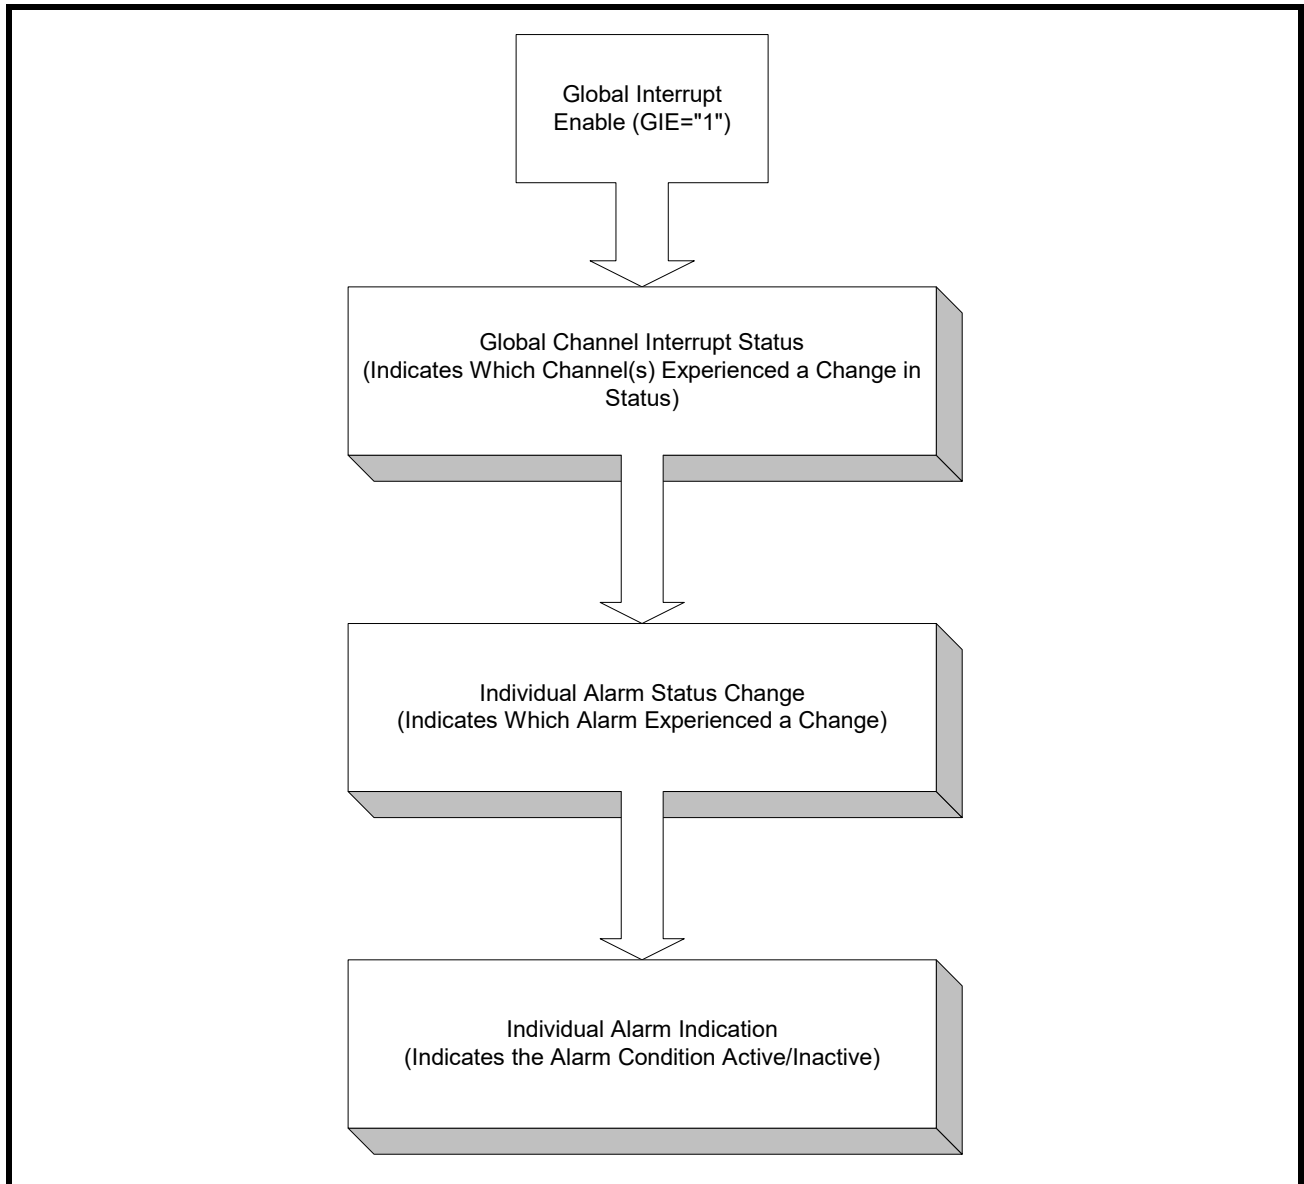 Global Interrupt
Enable (GIE="1")
Global Channel Interrupt Status
(Indicates Which Channel(s) Experienced a Change in
Status)
Individual Alarm Status Change
(Indicates Which Alarm Experienced a Change)
Individual Alarm Indication
(Indicates the Alarm Condition Active/Inactive)